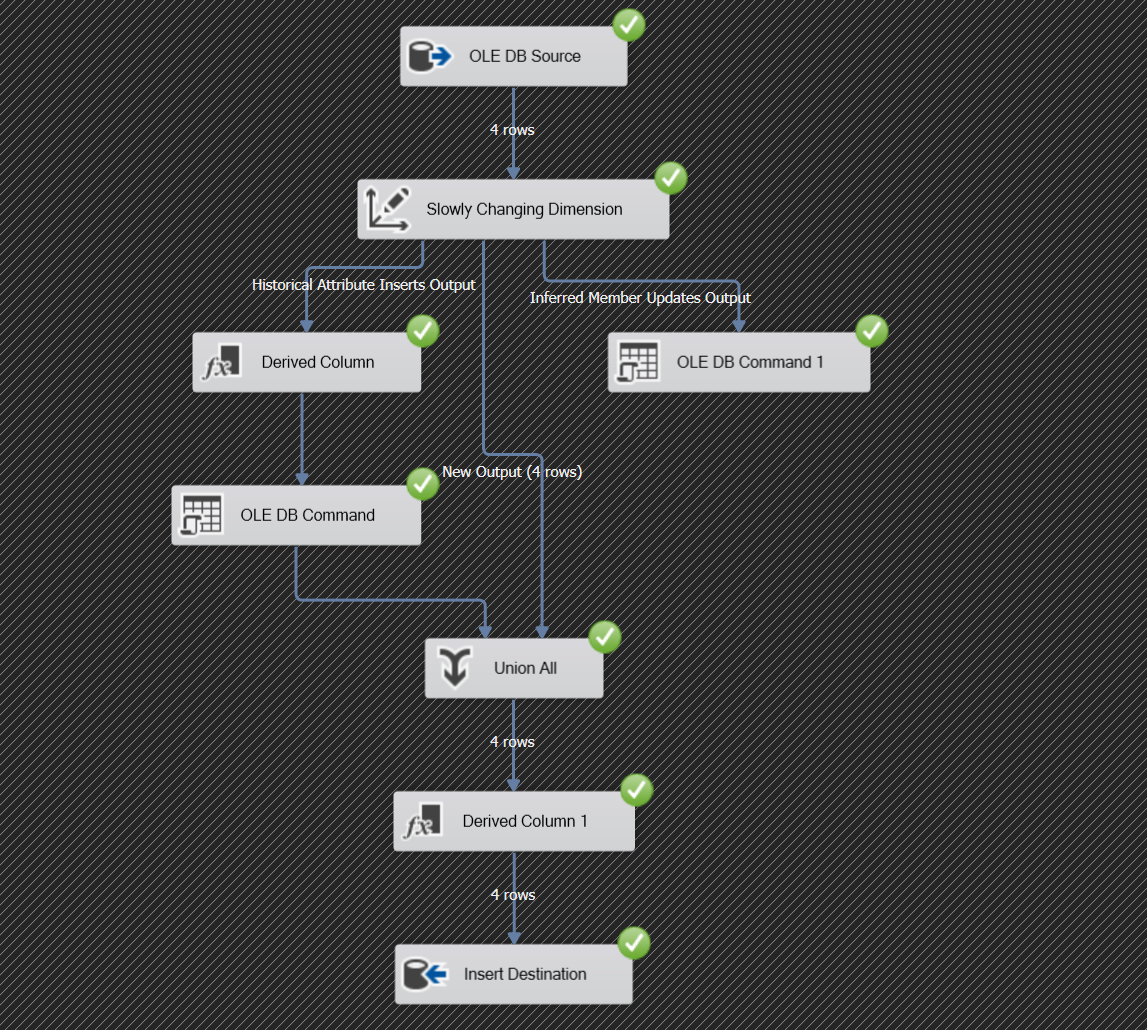 OLE DB Source
4 rows
Slowly Changing Dimension
Historical Attribute Inserts Output
Inferred Member Updates Output
Derived Column
OLE DB Command 1
New Output (4 rows)
OLE DB Command
Union All
4 rows
Derived Column 1
4 rows
Insert Destination